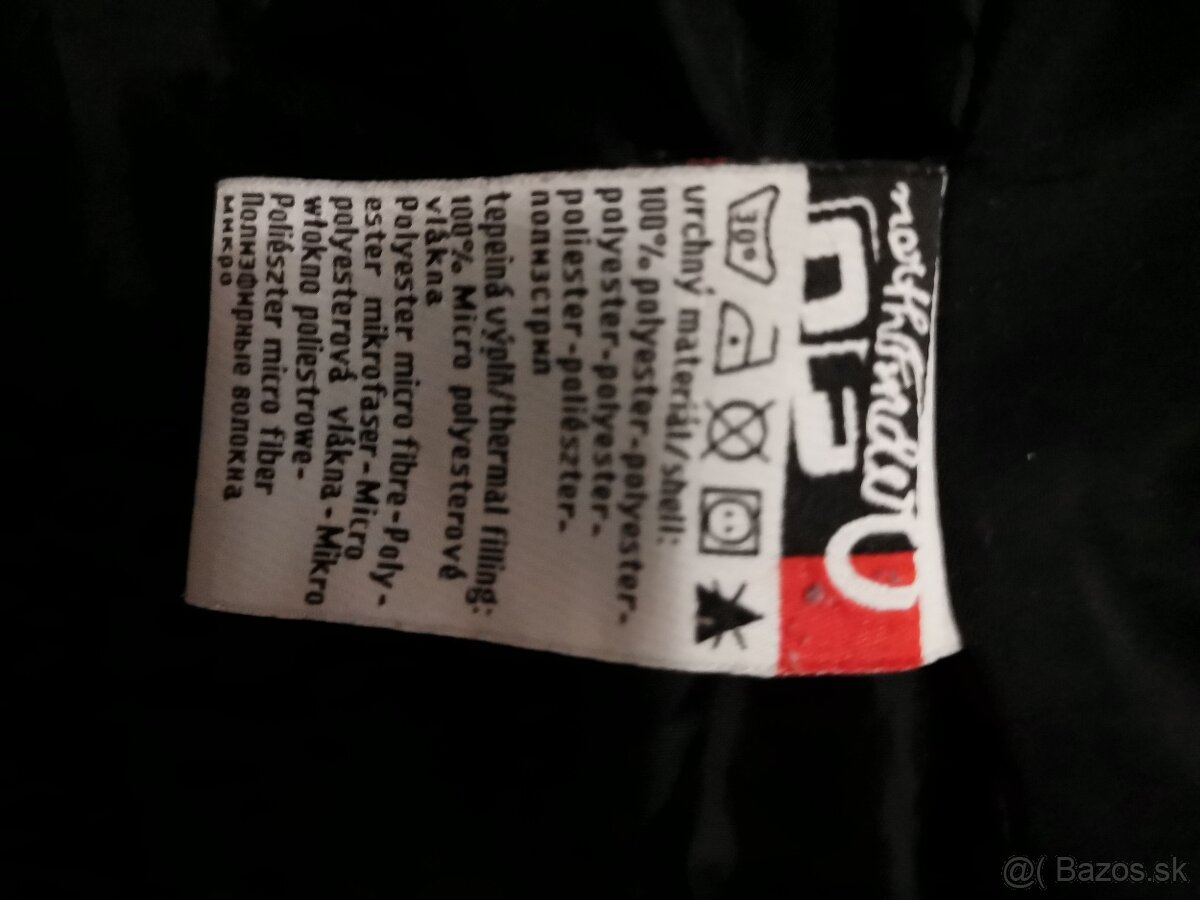 northfinder
30°
vrchný materiál/shell:
100% polyester-polyester-
polyester-polyester-
poliester-poliészter-
полиэстрил
tepelná výplň/thermal filling:
100% Micro polyesterové
vlákna
Polyester micro fibre-Poly-
ester mikrofaser-Micro
polyesterová vlákna-Mikro
włokno poliestrowe-
Poliészter micro fiber
Полиэфирные волокна
микро
@( Bazos.sk